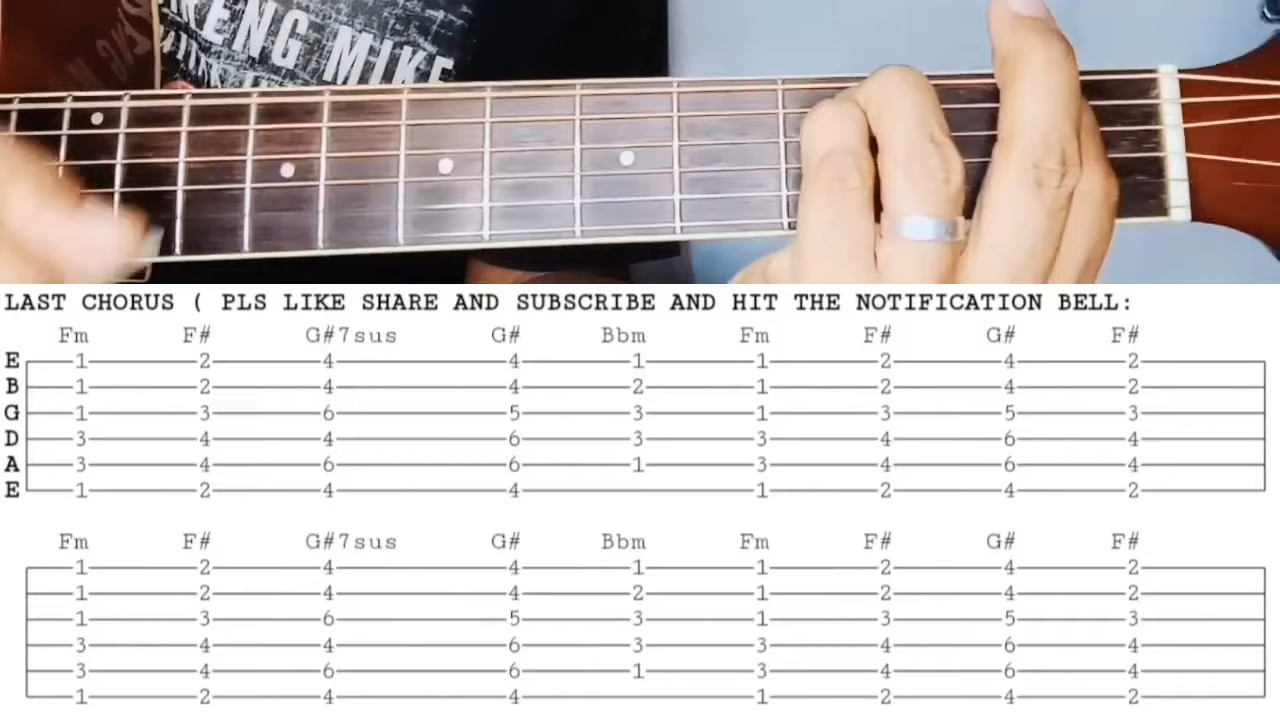 RENG MIKE
LAST CHORUS ( PLS LIKE SHARE AND SUBSCRIBE AND HIT THE NOTIFICATION BELL:
Fm F# G#7sus G# Bbm Fm F# G# F#
E 1 2 4 4 1 1 2 4 2
B 1 2 4 4 2 1 2 4 2
G 1 3 6 5 3 1 3 5 3
D 3 4 4 6 3 3 4 6 4
A 3 4 6 6 1 3 4 6 4
E 1 2 4 4 1 2 4 2
Fm F# G#7sus G# Bbm Fm F# G# F#
1 2 4 4 1 1 2 4 2
1 2 4 4 2 1 2 4 2
1 3 6 5 3 1 3 5 3
3 4 4 6 3 3 4 6 4
3 4 6 6 1 3 4 6 4
1 2 4 4 1 2 4 2